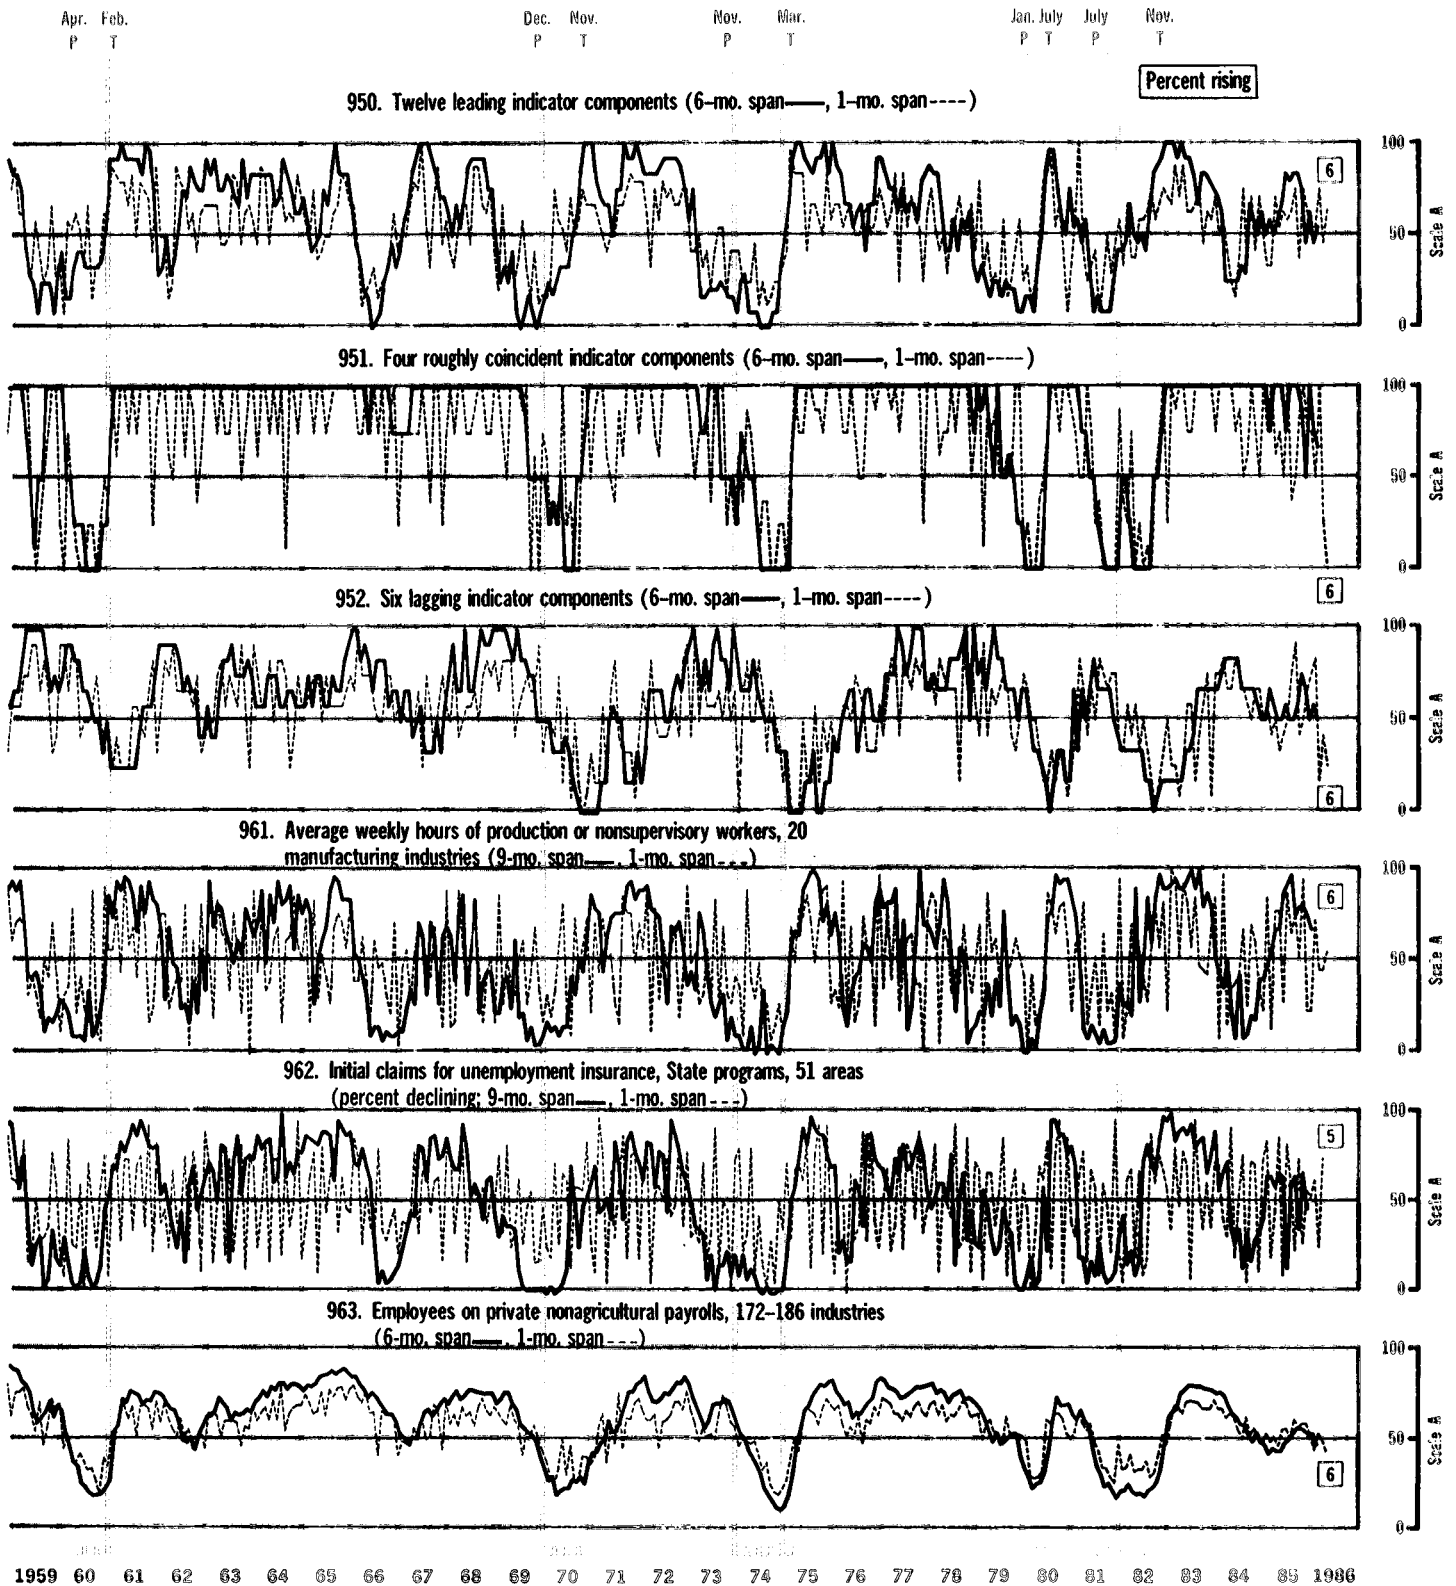 Apr. Feb. Dec. Nov. Nov. Mar. Jan. July July Nov.
P T P T P T P T P T
Percent rising
950. Twelve leading indicator components (6-mo. span——, 1-mo. span----)
100
6
50
Scale A
0
951. Four roughly coincident indicator components (6-mo. span——, 1-mo. span----)
100
50
Scale A
0
6
952. Six lagging indicator components (6-mo. span——, 1-mo. span----)
100
50
Scale A
6
0
961. Average weekly hours of production or nonsupervisory workers, 20
manufacturing industries (9-mo. span——, 1-mo. span---)
100
6
50
Scale A
0
962. Initial claims for unemployment insurance, State programs, 51 areas
(percent declining; 9-mo. span——, 1-mo. span---)
100
5
50
Scale A
0
963. Employees on private nonagricultural payrolls, 172-186 industries
(6-mo. span——, 1-mo. span---)
100
50
Scale A
6
0
1959 60 61 62 63 64 65 66 67 68 69 70 71 72 73 74 75 76 77 78 79 80 81 82 83 84 85 1986